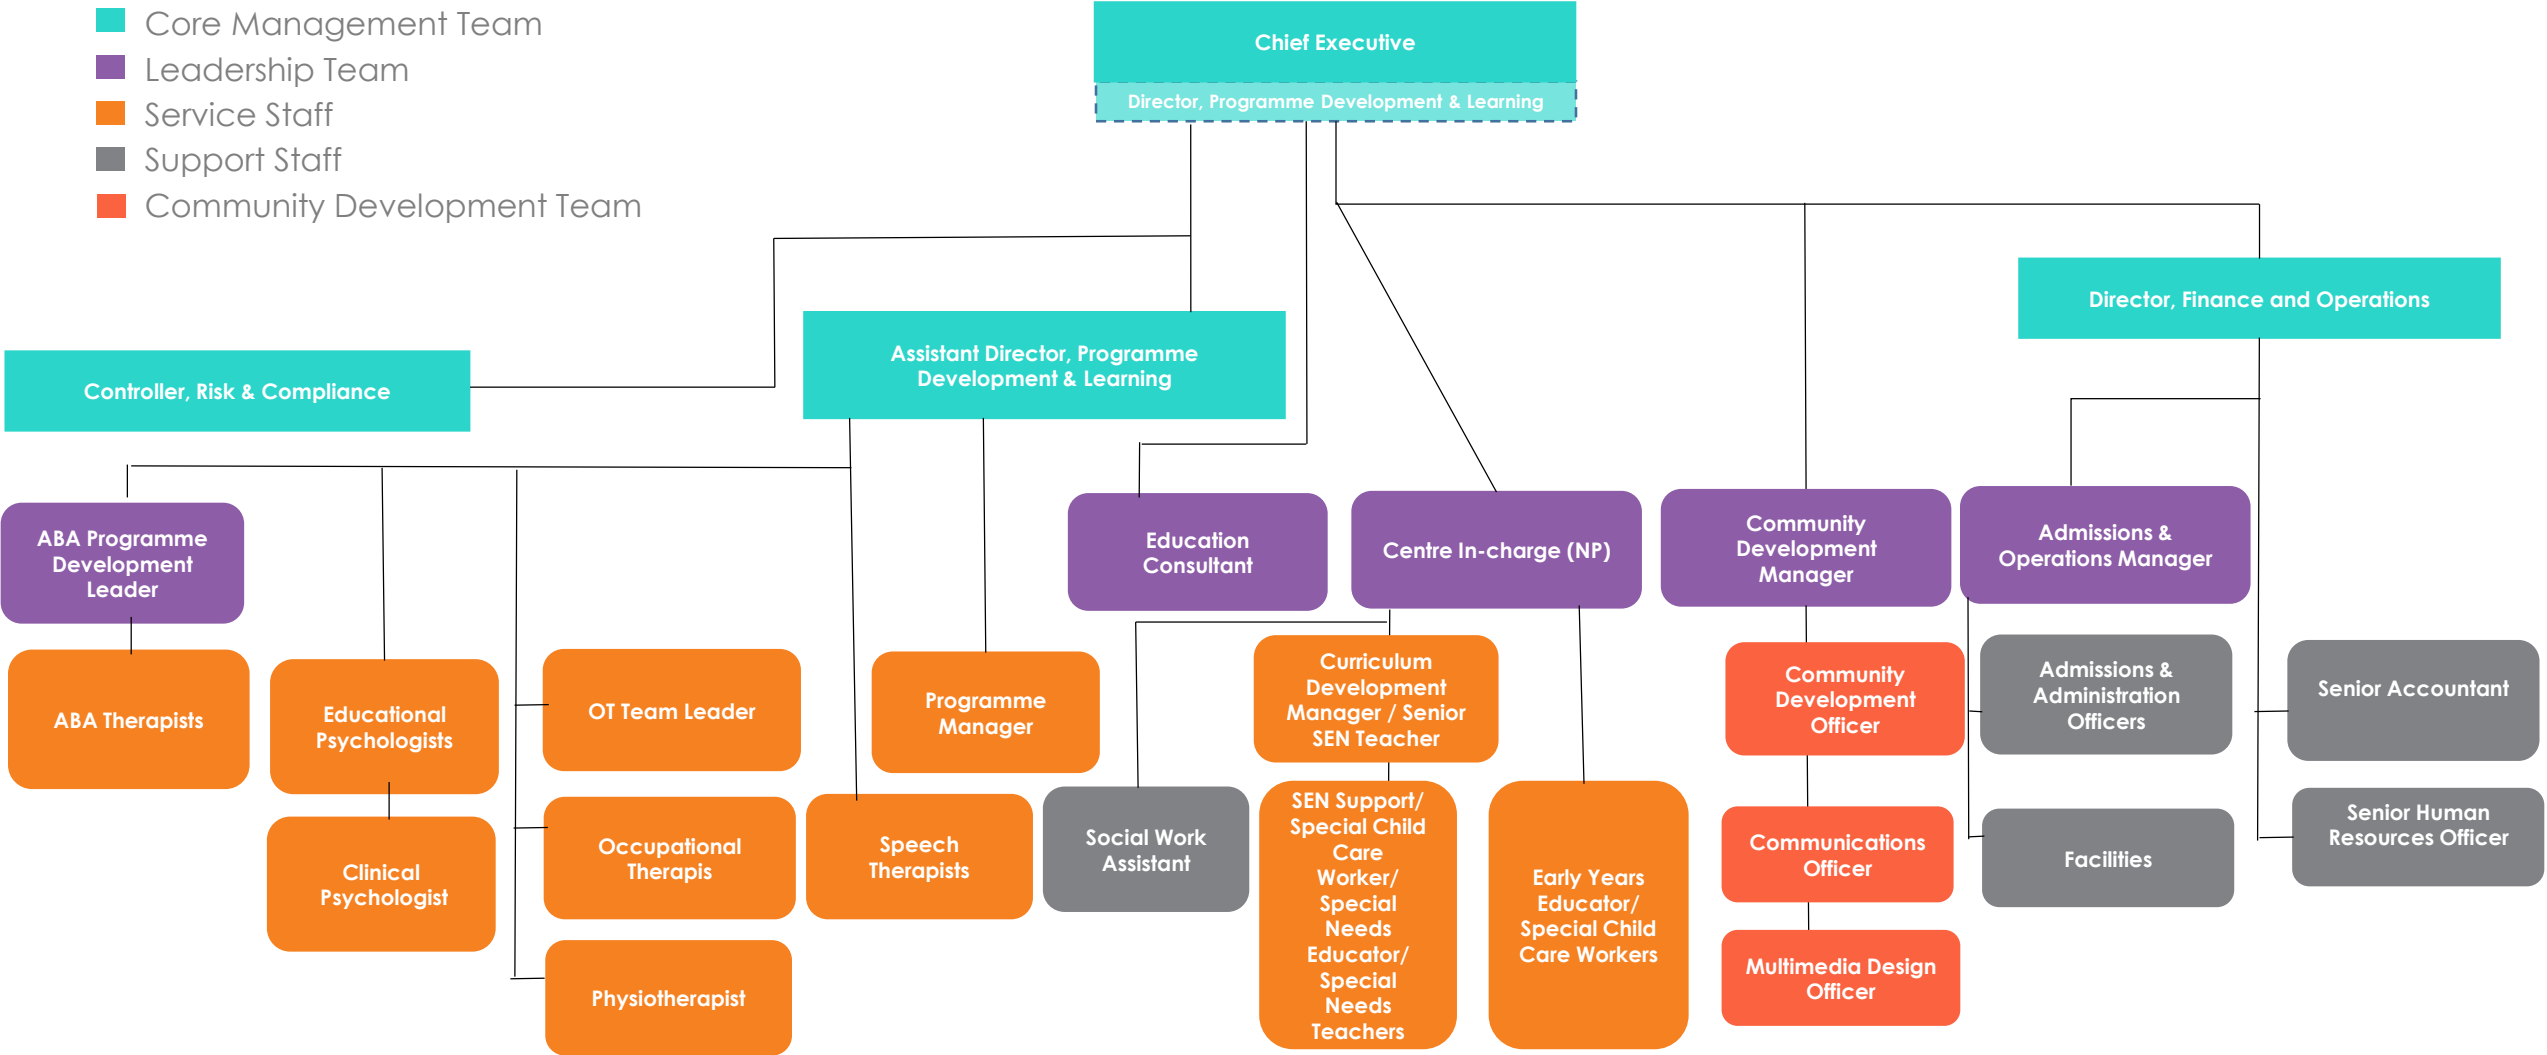 Core Management Team
Leadership Team
Service Staff
Support Staff
Community Development Team
Chief Executive
Director, Programme Development & Learning
Director, Finance and Operations
Assistant Director, Programme
Development & Learning
Controller, Risk & Compliance
ABA Programme
Development
Leader
Education
Consultant
Centre In-charge (NP)
Community
Development
Manager
Admissions &
Operations Manager
ABA Therapists
Educational
Psychologists
OT Team Leader
Programme
Manager
Curriculum
Development
Manager / Senior
SEN Teacher
Community
Development
Officer
Admissions &
Administration
Officers
Senior Accountant
Clinical
Psychologist
Occupational
Therapis
Speech
Therapists
Social Work
Assistant
SEN Support/
Special Child
Care
Worker/
Special
Needs
Educator/
Special
Needs
Teachers
Early Years
Educator/
Special Child
Care Workers
Communications
Officer
Facilities
Senior Human
Resources Officer
Physiotherapist
Multimedia Design
Officer